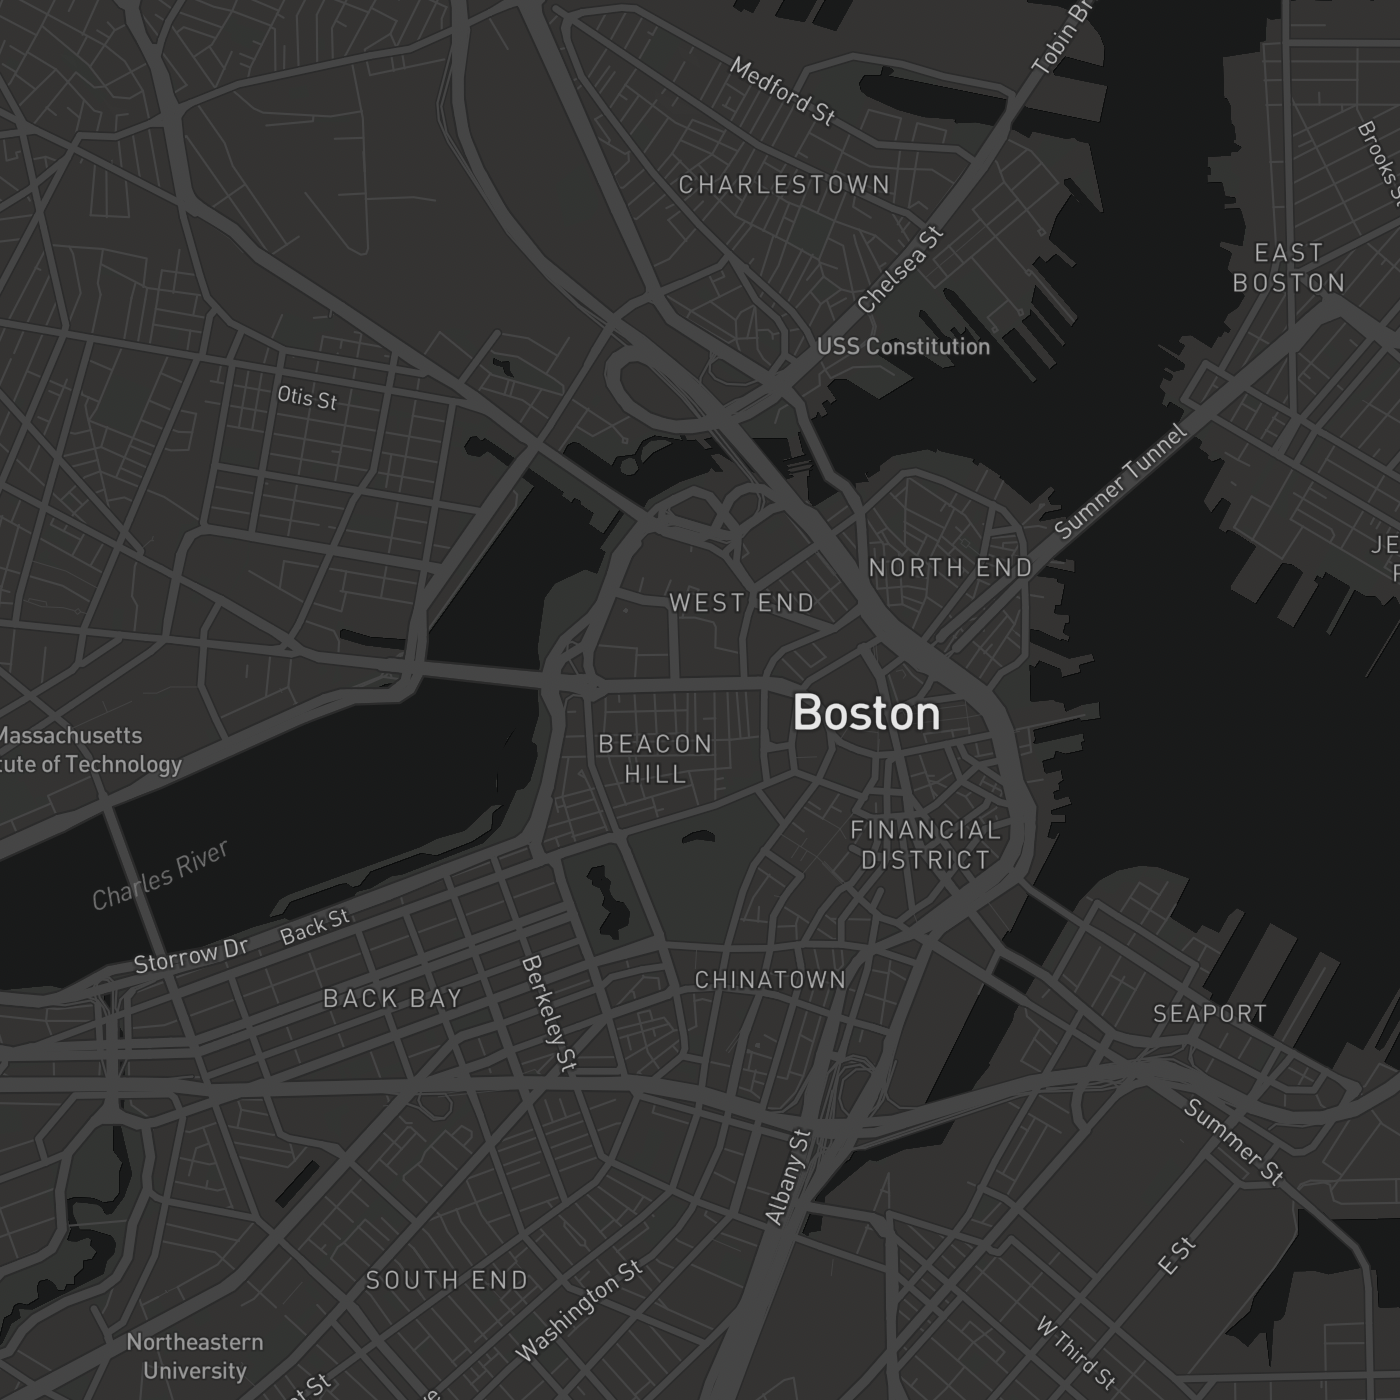 Tobin Br
Medford St
Brooks St
CHARLESTOWN
Chelsea St
EAST
BOSTON
USS Constitution
Otis St
Sumner Tunnel
JE
NORTH END
WEST END
Boston
Massachusetts
tute of Technology
BEACON
HILL
FINANCIAL
DISTRICT
Charles River
Back St
Storrow Dr
Berkeley St
CHINATOWN
BACK BAY
SEAPORT
Summer St
Albany St
E St
SOUTH END
Washington St
W Third St
Northeastern
University